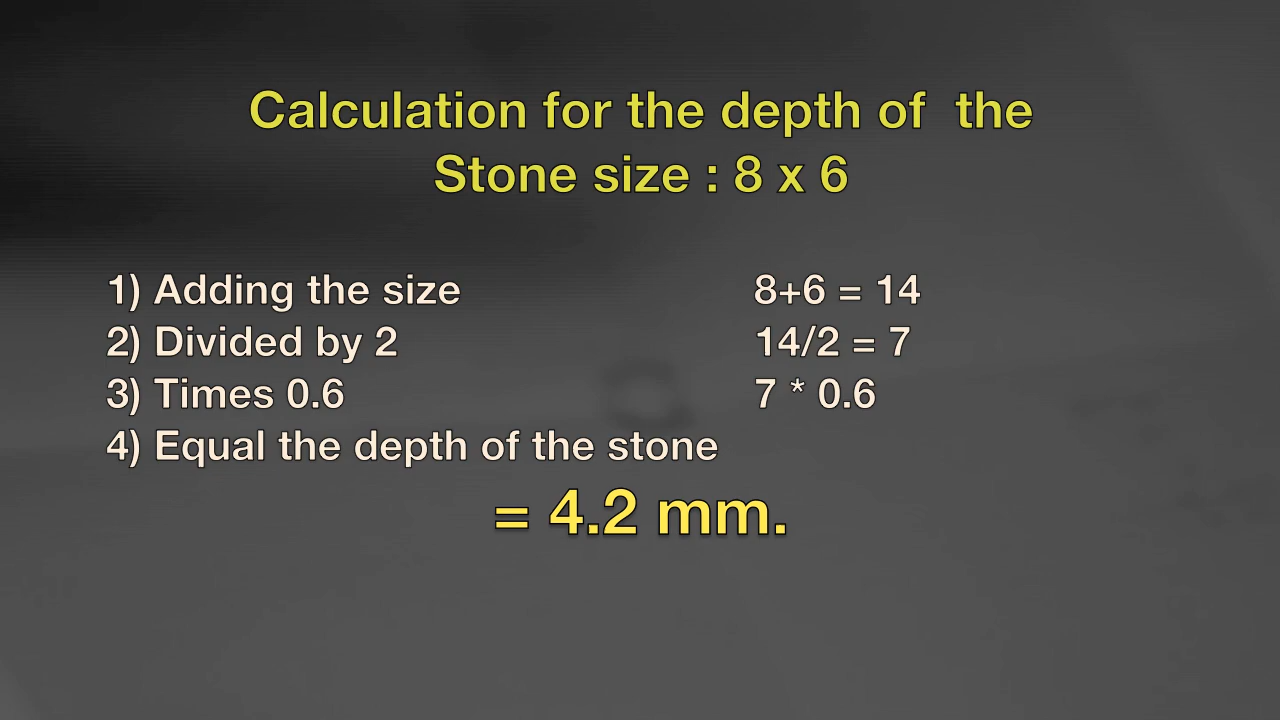 Calculation for the depth of  the
Stone size : 8 x 6
1) Adding the size 8+6 = 14
2) Divided by 2 14/2 = 7
3) Times 0.6 7 * 0.6
4) Equal the depth of the stone
= 4.2 mm.